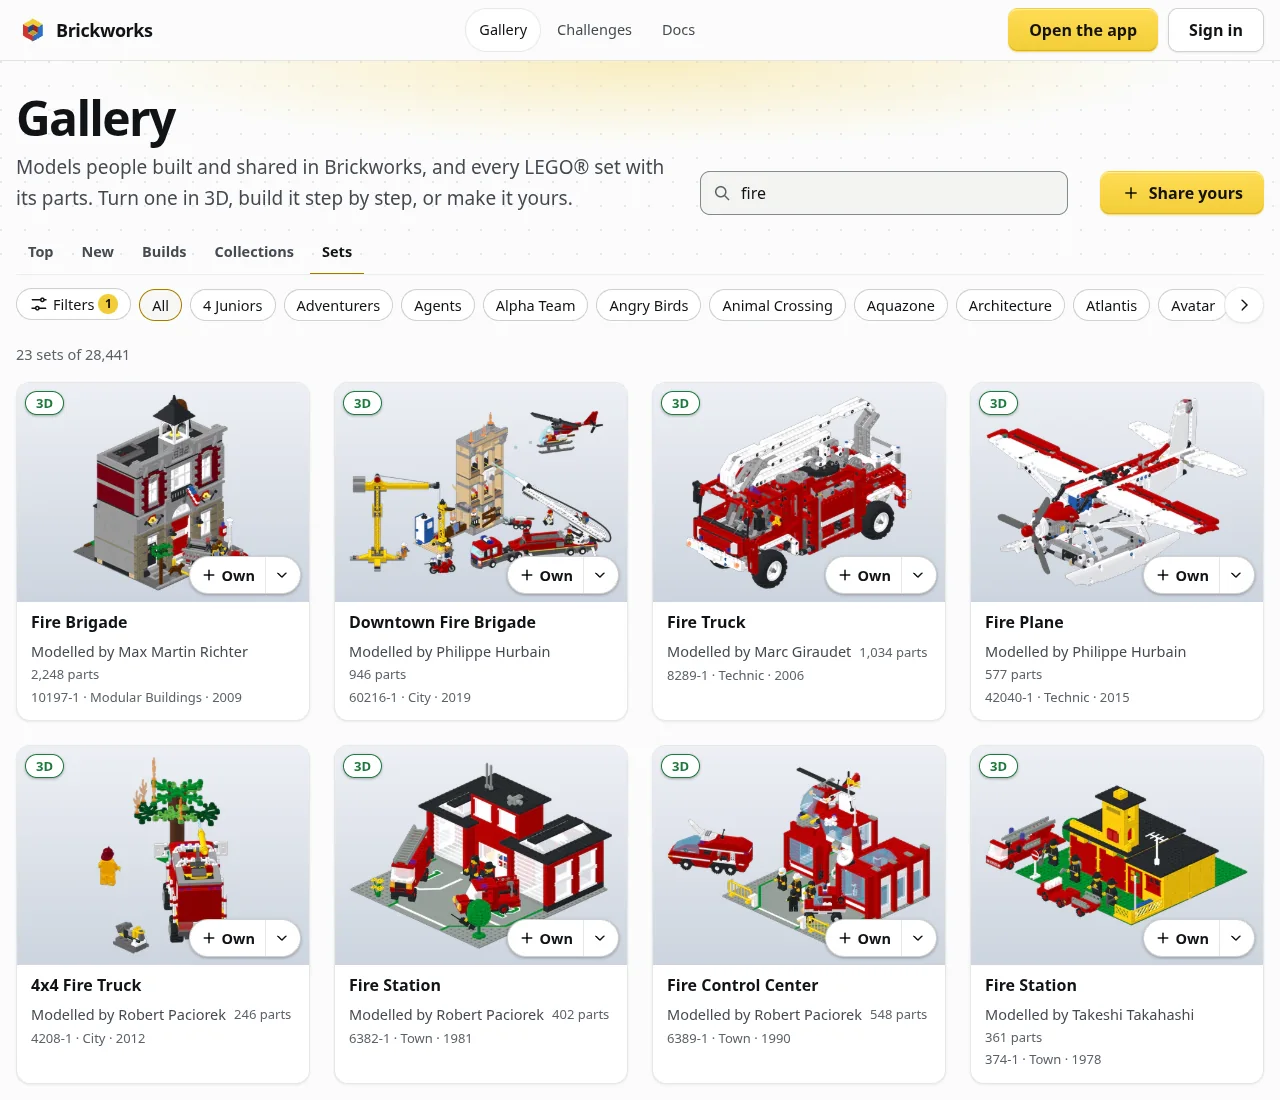 Brickworks
Gallery
Challenges
Docs
Open the app
Sign in
Gallery
Models people built and shared in Brickworks, and every LEGO® set with
its parts. Turn one in 3D, build it step by step, or make it yours.
fire
Share yours
Top
New
Builds
Collections
Sets
Filters 1
All
4 Juniors
Adventurers
Agents
Alpha Team
Angry Birds
Animal Crossing
Aquazone
Architecture
Atlantis
Avatar
23 sets of 28,441
3D
+ Own
Fire Brigade
Modelled by Max Martin Richter
2,248 parts
10197-1 · Modular Buildings · 2009
3D
+ Own
Downtown Fire Brigade
Modelled by Philippe Hurbain
946 parts
60216-1 · City · 2019
3D
+ Own
Fire Truck
Modelled by Marc Giraudet 1,034 parts
8289-1 · Technic · 2006
3D
+ Own
Fire Plane
Modelled by Philippe Hurbain
577 parts
42040-1 · Technic · 2015
3D
+ Own
4x4 Fire Truck
Modelled by Robert Paciorek 246 parts
4208-1 · City · 2012
3D
+ Own
Fire Station
Modelled by Robert Paciorek 402 parts
6382-1 · Town · 1981
3D
+ Own
Fire Control Center
Modelled by Robert Paciorek 548 parts
6389-1 · Town · 1990
3D
+ Own
Fire Station
Modelled by Takeshi Takahashi
361 parts
374-1 · Town · 1978